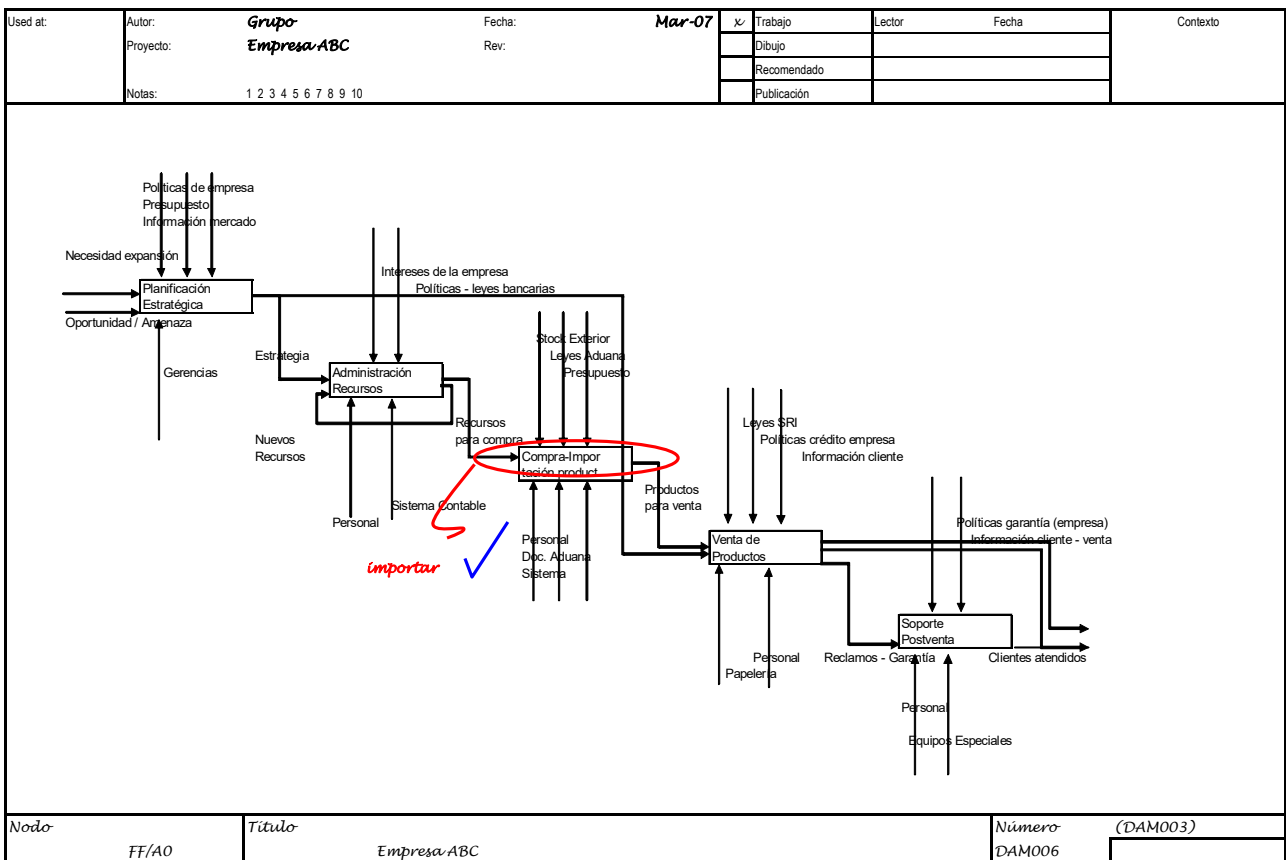 Used at:
Autor:
Grupo
Fecha:
Mar-07
x
Trabajo
Lector
Fecha
Contexto
Proyecto:
Empresa ABC
Rev:
Dibujo
Recomendado
Notas:
1 2 3 4 5 6 7 8 9 10
Publicación
Políticas de empresa
Presupuesto
Información mercado
Necesidad expansión
Planificación
Estratégica
Oportunidad / Amenaza
Gerencias
Intereses de la empresa
Políticas - leyes bancarias
Estrategia
Administración
Recursos
Nuevos
Recursos
Personal
Sistema Contable
Stock Exterior
Leyes Aduana
Presupuesto
Recursos
para compra
Compra-Impor
tación product
importar
Personal
Doc. Aduana
Sistema
Productos
para venta
Leyes SRI
Políticas crédito empresa
Información cliente
Venta de
Productos
Personal
Papelería
Políticas garantía (empresa)
Información cliente - venta
Soporte
Postventa
Reclamos - Garantía
Clientes atendidos
Personal
Equipos Especiales
Nodo
FF/A0
Título
Empresa ABC
Número
(DAM003)
DAM006